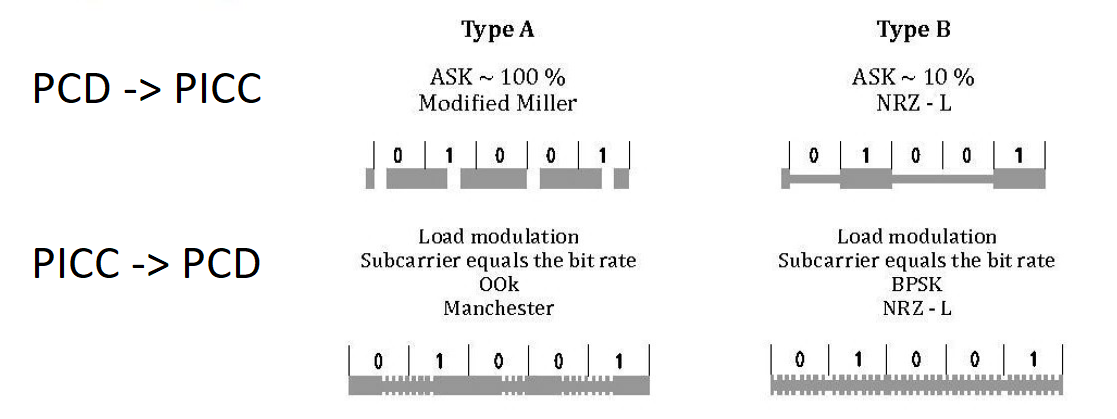 Type A
Type B
PCD -> PICC
ASK ~ 100 %
Modified Miller
ASK ~ 10 %
NRZ - L
0 1 0 0 1
0 1 0 0 1
PICC -> PCD
Load modulation
Subcarrier equals the bit rate
OOk
Manchester
Load modulation
Subcarrier equals the bit rate
BPSK
NRZ - L
0 1 0 0 1
0 1 0 0 1